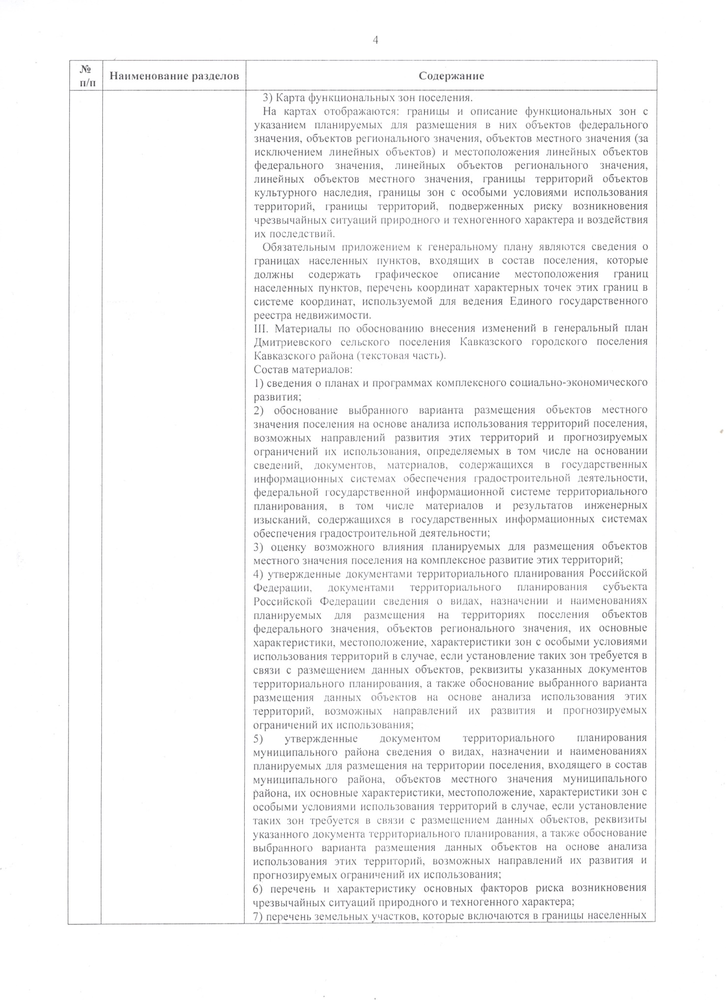 4
№
п/п
Наименование разделов
Содержание
3) Карта функциональных зон поселения.
На картах отображаются: границы и описание функциональных зон с
указанием планируемых для размещения в них объектов федерального
значения, объектов регионального значения, объектов местного значения (за
исключением линейных объектов) и местоположения линейных объектов
федерального значения, линейных объектов регионального значения,
линейных объектов местного значения, границы территорий объектов
культурного наследия, границы зон с особыми условиями использования
территорий, границы территорий, подверженных риску возникновения
чрезвычайных ситуаций природного и техногенного характера и воздействия
их последствий.
Обязательным приложением к генеральному плану являются сведения о
границах населенных пунктов, входящих в состав поселения, которые
должны содержать графическое описание местоположения границ
населенных пунктов, перечень координат характерных точек этих границ в
системе координат, используемой для ведения Единого государственного
реестра недвижимости.
III. Материалы по обоснованию внесения изменений в генеральный план
Дмитриевского сельского поселения Кавказского городского поселения
Кавказского района (текстовая часть).
Состав материалов:
1) сведения о планах и программах комплексного социально-экономического
развития;
2) обоснование выбранного варианта размещения объектов местного
значения поселения на основе анализа использования территорий поселения,
возможных направлений развития этих территорий и прогнозируемых
ограничений их использования, определяемых в том числе на основании
сведений, документов, материалов, содержащихся в государственных
информационных системах обеспечения градостроительной деятельности,
федеральной государственной информационной системе территориального
планирования, в том числе материалов и результатов инженерных
изысканий, содержащихся в государственных информационных системах
обеспечения градостроительной деятельности;
3) оценку возможного влияния планируемых для размещения объектов
местного значения поселения на комплексное развитие этих территорий;
4) утвержденные документами территориального планирования Российской
Федерации, документами территориального планирования субъекта
Российской Федерации сведения о видах, назначении и наименованиях
планируемых для размещения на территориях поселения объектов
федерального значения, объектов регионального значения, их основные
характеристики, местоположение, характеристики зон с особыми условиями
использования территорий в случае, если установление таких зон требуется в
связи с размещением данных объектов, реквизиты указанных документов
территориального планирования, а также обоснование выбранного варианта
размещения данных объектов на основе анализа использования этих
территорий, возможных направлений их развития и прогнозируемых
ограничений их использования;
5) утвержденные документом территориального планирования
муниципального района сведения о видах, назначении и наименованиях
планируемых для размещения на территории поселения, входящего в состав
муниципального района, объектов местного значения муниципального
района, их основные характеристики, местоположение, характеристики зон с
особыми условиями использования территорий в случае, если установление
таких зон требуется в связи с размещением данных объектов, реквизиты
указанного документа территориального планирования, а также обоснование
выбранного варианта размещения данных объектов на основе анализа
использования этих территорий, возможных направлений их развития и
прогнозируемых ограничений их использования;
6) перечень и характеристику основных факторов риска возникновения
чрезвычайных ситуаций природного и техногенного характера;
7) перечень земельных участков, которые включаются в границы населенных